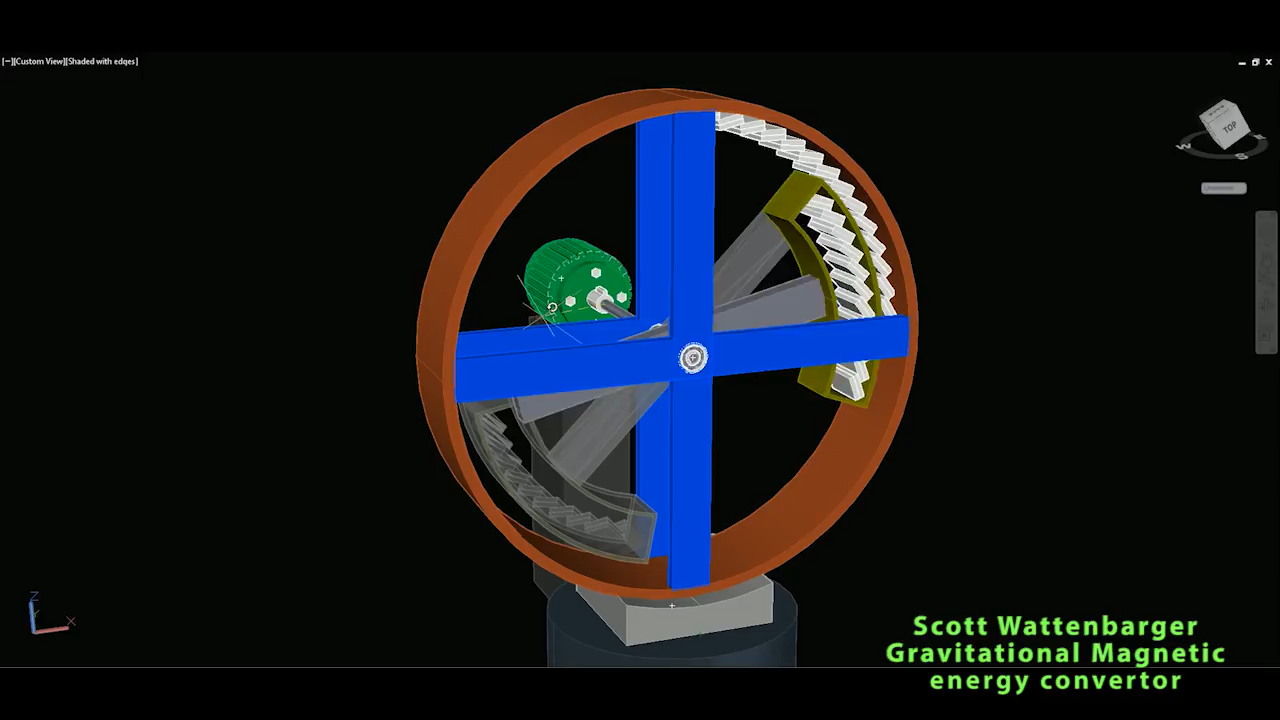 [−][Custom View][Shaded with edges]
TOP
W
S
Z
X
Scott Wattenbarger
Gravitational Magnetic
energy convertor